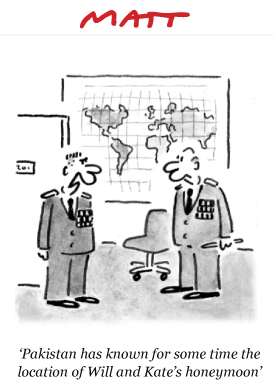 MATT
‘Pakistan has known for some time the
location of Will and Kate’s honeymoon’